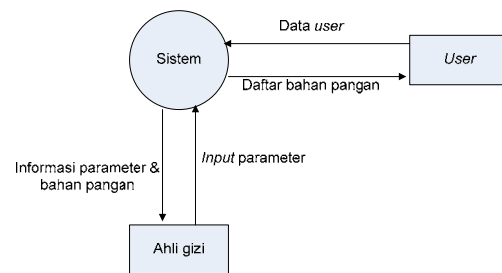 Data user
Sistem
User
Daftar bahan pangan
Informasi parameter &
bahan pangan
Input parameter
Ahli gizi